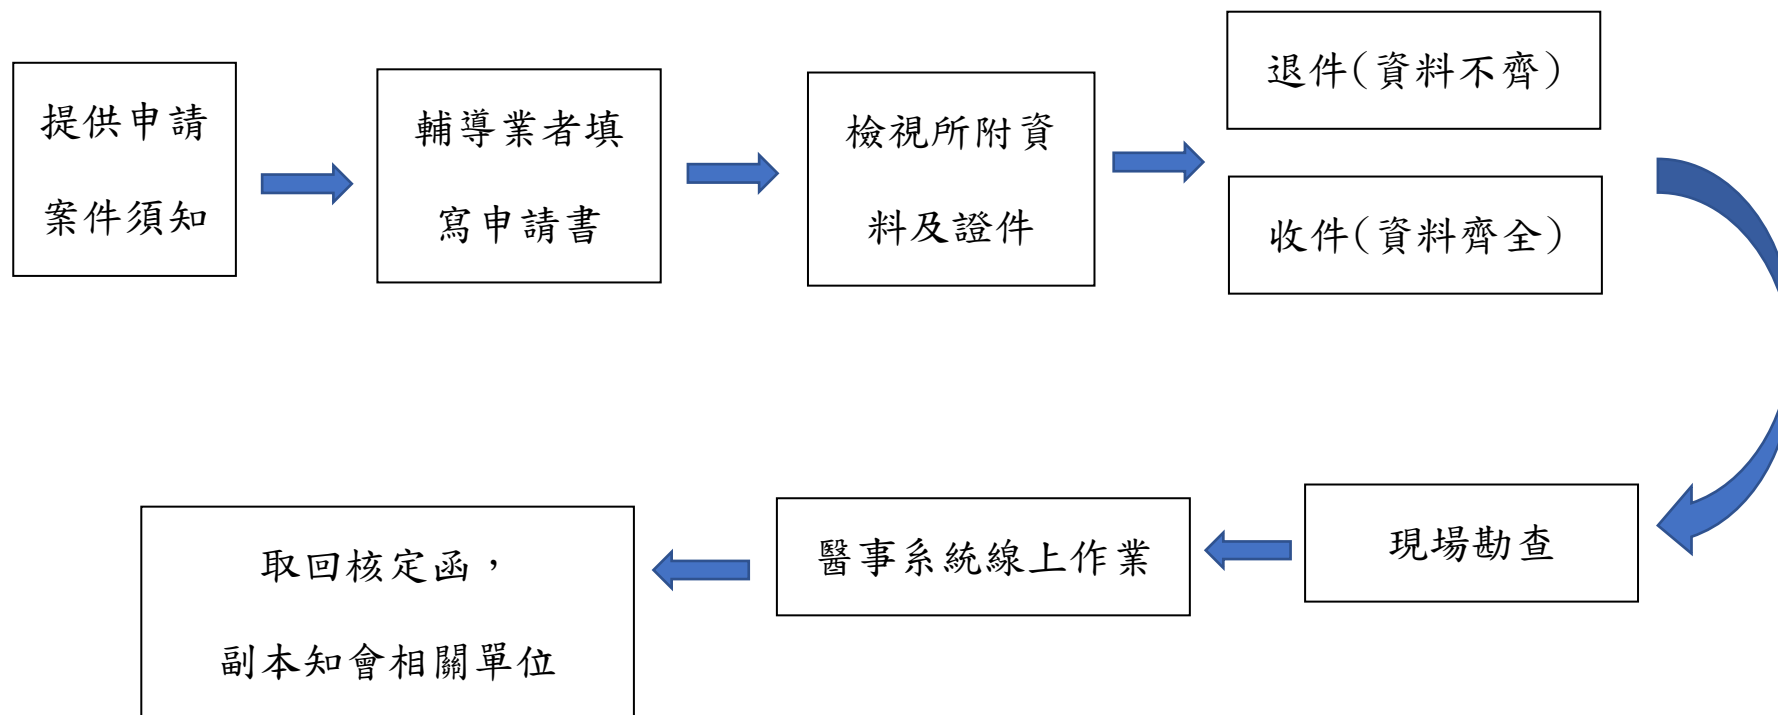 提供申請
案件須知
輔導業者填
寫申請書
檢視所附資
料及證件
退件(資料不齊)
收件(資料齊全)
現場勘查
醫事系統線上作業
取回核定函，
副本知會相關單位